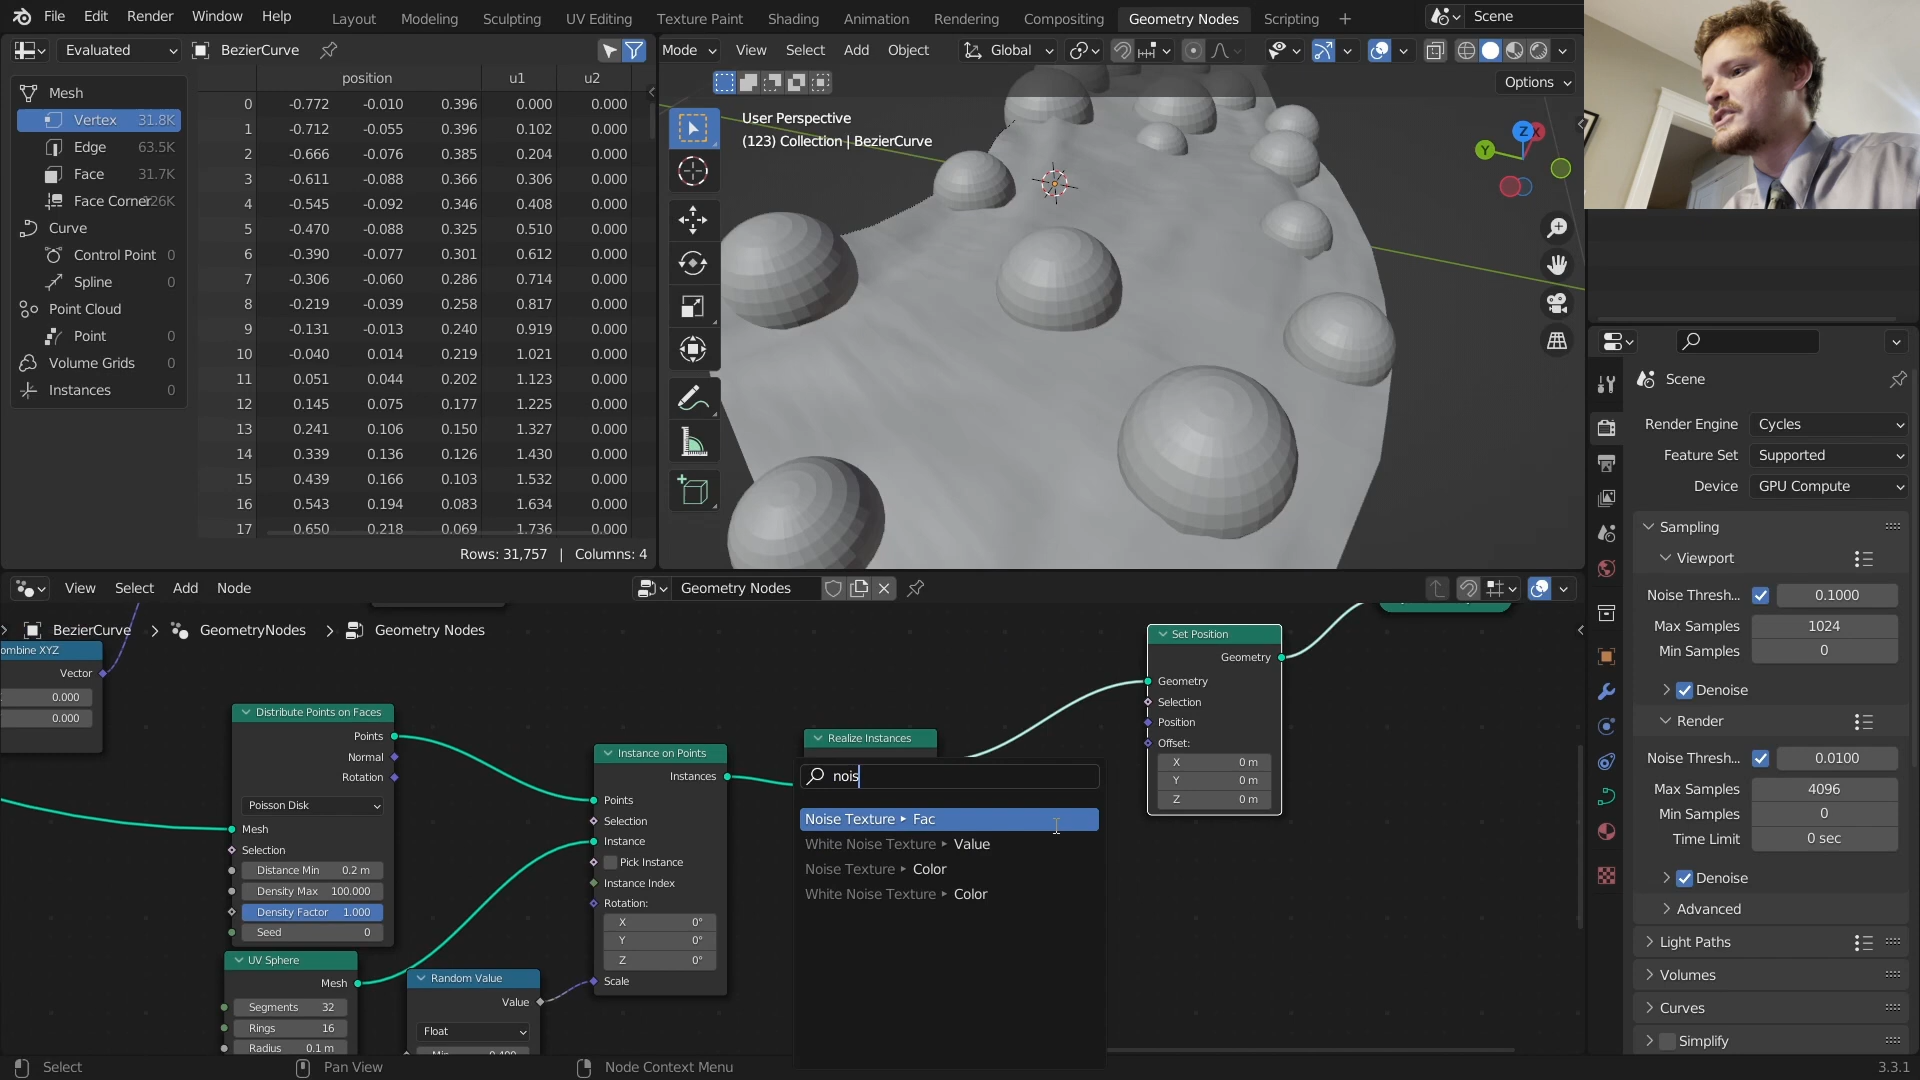 File Edit Render Window Help
Layout Modeling Sculpting UV Editing Texture Paint Shading Animation Rendering Compositing Geometry Nodes Scripting +
Scene
Evaluated BezierCurve
position u1 u2
Mesh
Vertex 31.8K
Edge 63.5K
Face 31.7K
Face Corner 126K
Curve
Control Point 0
Spline 0
Point Cloud
Point 0
Volume Grids 0
Instances 0
0 -0.772 -0.010 0.396 0.000 0.000
1 -0.712 -0.055 0.396 0.102 0.000
2 -0.666 -0.076 0.385 0.204 0.000
3 -0.611 -0.088 0.366 0.306 0.000
4 -0.545 -0.092 0.346 0.408 0.000
5 -0.470 -0.088 0.325 0.510 0.000
6 -0.390 -0.077 0.301 0.612 0.000
7 -0.306 -0.060 0.286 0.714 0.000
8 -0.219 -0.039 0.258 0.817 0.000
9 -0.131 -0.013 0.240 0.919 0.000
10 -0.040 0.014 0.219 1.021 0.000
11 0.051 0.044 0.202 1.123 0.000
12 0.145 0.075 0.177 1.225 0.000
13 0.241 0.106 0.150 1.327 0.000
14 0.339 0.136 0.126 1.430 0.000
15 0.439 0.166 0.103 1.532 0.000
16 0.543 0.194 0.083 1.634 0.000
17 0.650 0.218 0.069 1.736 0.000
Rows: 31,757 | Columns: 4
Mode View Select Add Object Global
Options
User Perspective
(123) Collection | BezierCurve
Z X
Y
Scene
Render Engine Cycles
Feature Set Supported
Device GPU Compute
Sampling
Viewport
Noise Thresh... 0.1000
Max Samples 1024
Min Samples 0
Denoise
Render
Noise Thresh... 0.0100
Max Samples 4096
Min Samples 0
Time Limit 0 sec
Denoise
Advanced
Light Paths
Volumes
Curves
Simplify
View Select Add Node Geometry Nodes
BezierCurve > GeometryNodes > Geometry Nodes
ombine XYZ
Vector
0.000
0.000
Distribute Points on Faces
Points
Normal
Rotation
Poisson Disk
Mesh
Selection
Distance Min 0.2 m
Density Max 100.000
Density Factor 1.000
Seed 0
UV Sphere
Mesh
Segments 32
Rings 16
Radius 0.1 m
Random Value
Value
Float
Instance on Points
Instances
Points
Selection
Instance
Pick Instance
Instance Index
Rotation:
X 0°
Y 0°
Z 0°
Scale
Realize Instances
nois
Noise Texture ▸ Fac
White Noise Texture ▸ Value
Noise Texture ▸ Color
White Noise Texture ▸ Color
Set Position
Geometry
Geometry
Selection
Position
Offset:
X 0 m
Y 0 m
Z 0 m
Select Pan View Node Context Menu 3.3.1